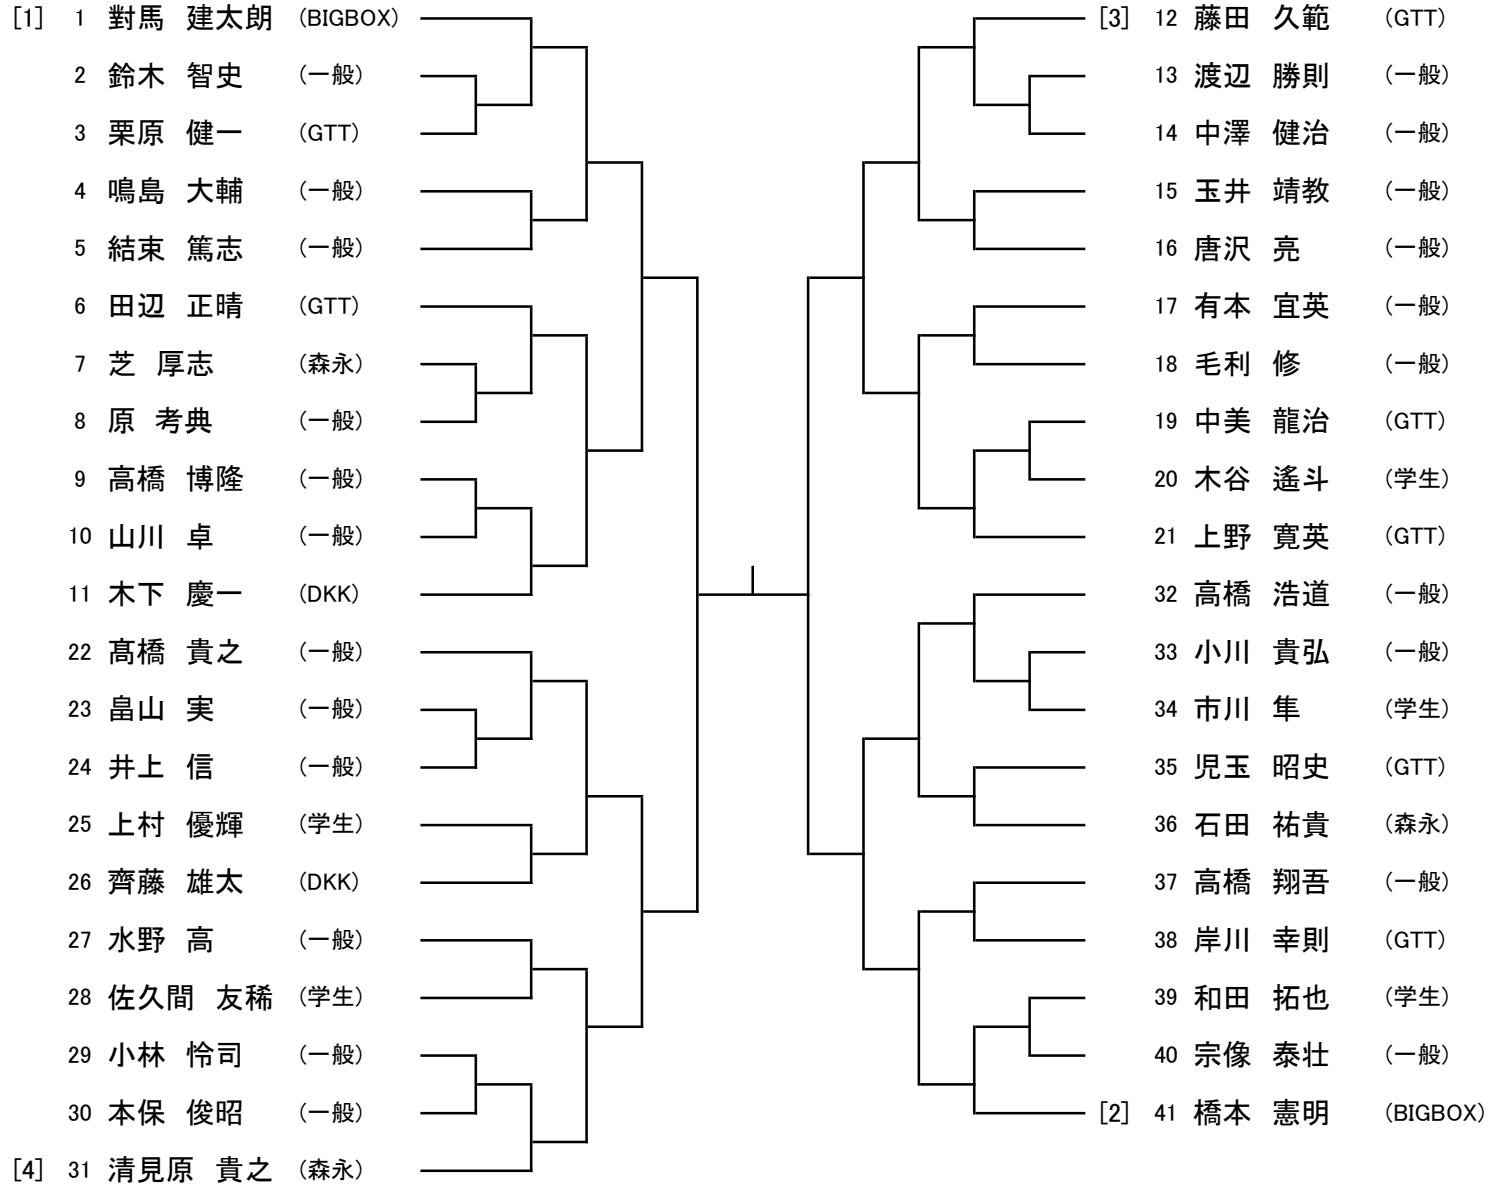 [1] 1 對馬 建太朗 (BIGBOX)
2 鈴木 智史 (一般)
3 栗原 健一 (GTT)
4 鳴島 大輔 (一般)
5 結束 篤志 (一般)
6 田辺 正晴 (GTT)
7 芝 厚志 (森永)
8 原 考典 (一般)
9 高橋 博隆 (一般)
10 山川 卓 (一般)
11 木下 慶一 (DKK)
22 髙橋 貴之 (一般)
23 畠山 実 (一般)
24 井上 信 (一般)
25 上村 優輝 (学生)
26 齊藤 雄太 (DKK)
27 水野 高 (一般)
28 佐久間 友稀 (学生)
29 小林 怜司 (一般)
30 本保 俊昭 (一般)
[4] 31 清見原 貴之 (森永)
[3] 12 藤田 久範 (GTT)
13 渡辺 勝則 (一般)
14 中澤 健治 (一般)
15 玉井 靖教 (一般)
16 唐沢 亮 (一般)
17 有本 宜英 (一般)
18 毛利 修 (一般)
19 中美 龍治 (GTT)
20 木谷 遙斗 (学生)
21 上野 寛英 (GTT)
32 高橋 浩道 (一般)
33 小川 貴弘 (一般)
34 市川 隼 (学生)
35 児玉 昭史 (GTT)
36 石田 祐貴 (森永)
37 高橋 翔吾 (一般)
38 岸川 幸則 (GTT)
39 和田 拓也 (学生)
40 宗像 泰壮 (一般)
[2] 41 橋本 憲明 (BIGBOX)